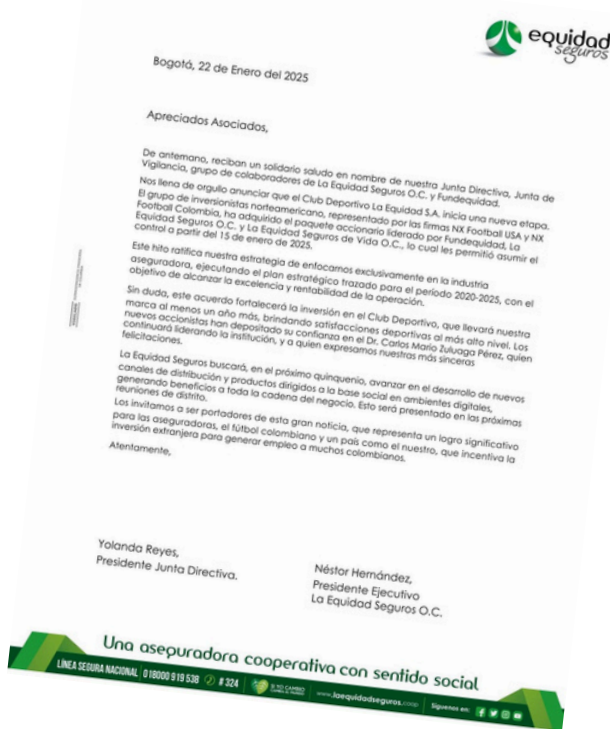 equidad
seguros
Bogotá, 22 de Enero del 2025
Apreciados Asociados,
De antemano, reciban un solidario saludo en nombre de nuestra Junta Directiva, Junta de
Vigilancia, grupo de colaboradores de La Equidad Seguros O.C. y Fundequidad.
Nos llena de orgullo anunciar que el Club Deportivo La Equidad S.A. inicia una nueva etapa.
El grupo de inversionistas norteamericano, representado por las firmas NX Football USA y NX
Football Colombia, ha adquirido el paquete accionario liderado por Fundequidad, La
Equidad Seguros O.C. y La Equidad Seguros de Vida O.C., lo cual les permitió asumir el
control a partir del 15 de enero de 2025.
Este hito ratifica nuestra estrategia de enfocarnos exclusivamente en la industria
aseguradora, ejecutando el plan estratégico trazado para el período 2020-2025, con el
objetivo de alcanzar la excelencia y rentabilidad de la operación.
Sin duda, este acuerdo fortalecerá la inversión en el Club Deportivo, que llevará nuestra
marca al menos un año más, brindando satisfacciones deportivas al más alto nivel. Los
nuevos accionistas han depositado su confianza en el Dr. Carlos Mario Zuluaga Pérez, quien
continuará liderando la institución, y a quien expresamos nuestras más sinceras
felicitaciones.
La Equidad Seguros buscará, en el próximo quinquenio, avanzar en el desarrollo de nuevos
canales de distribución y productos dirigidos a la base social en ambientes digitales,
generando beneficios a toda la cadena del negocio. Esto será presentado en las próximas
reuniones de distrito.
Los invitamos a ser portadores de esta gran noticia, que representa un logro significativo
para las aseguradoras, el fútbol colombiano y un país como el nuestro, que incentiva la
inversión extranjera para generar empleo a muchos colombianos.
Atentamente,
Yolanda Reyes,
Presidente Junta Directiva.
Néstor Hernández,
Presidente Ejecutivo
La Equidad Seguros O.C.
Una aseguradora cooperativa con sentido social
LÍNEA SEGURA NACIONAL 018000 919 538 # 324 SI YO CAMBIO CAMBIA EL MUNDO www.laequidadseguros.coop Síguenos en: